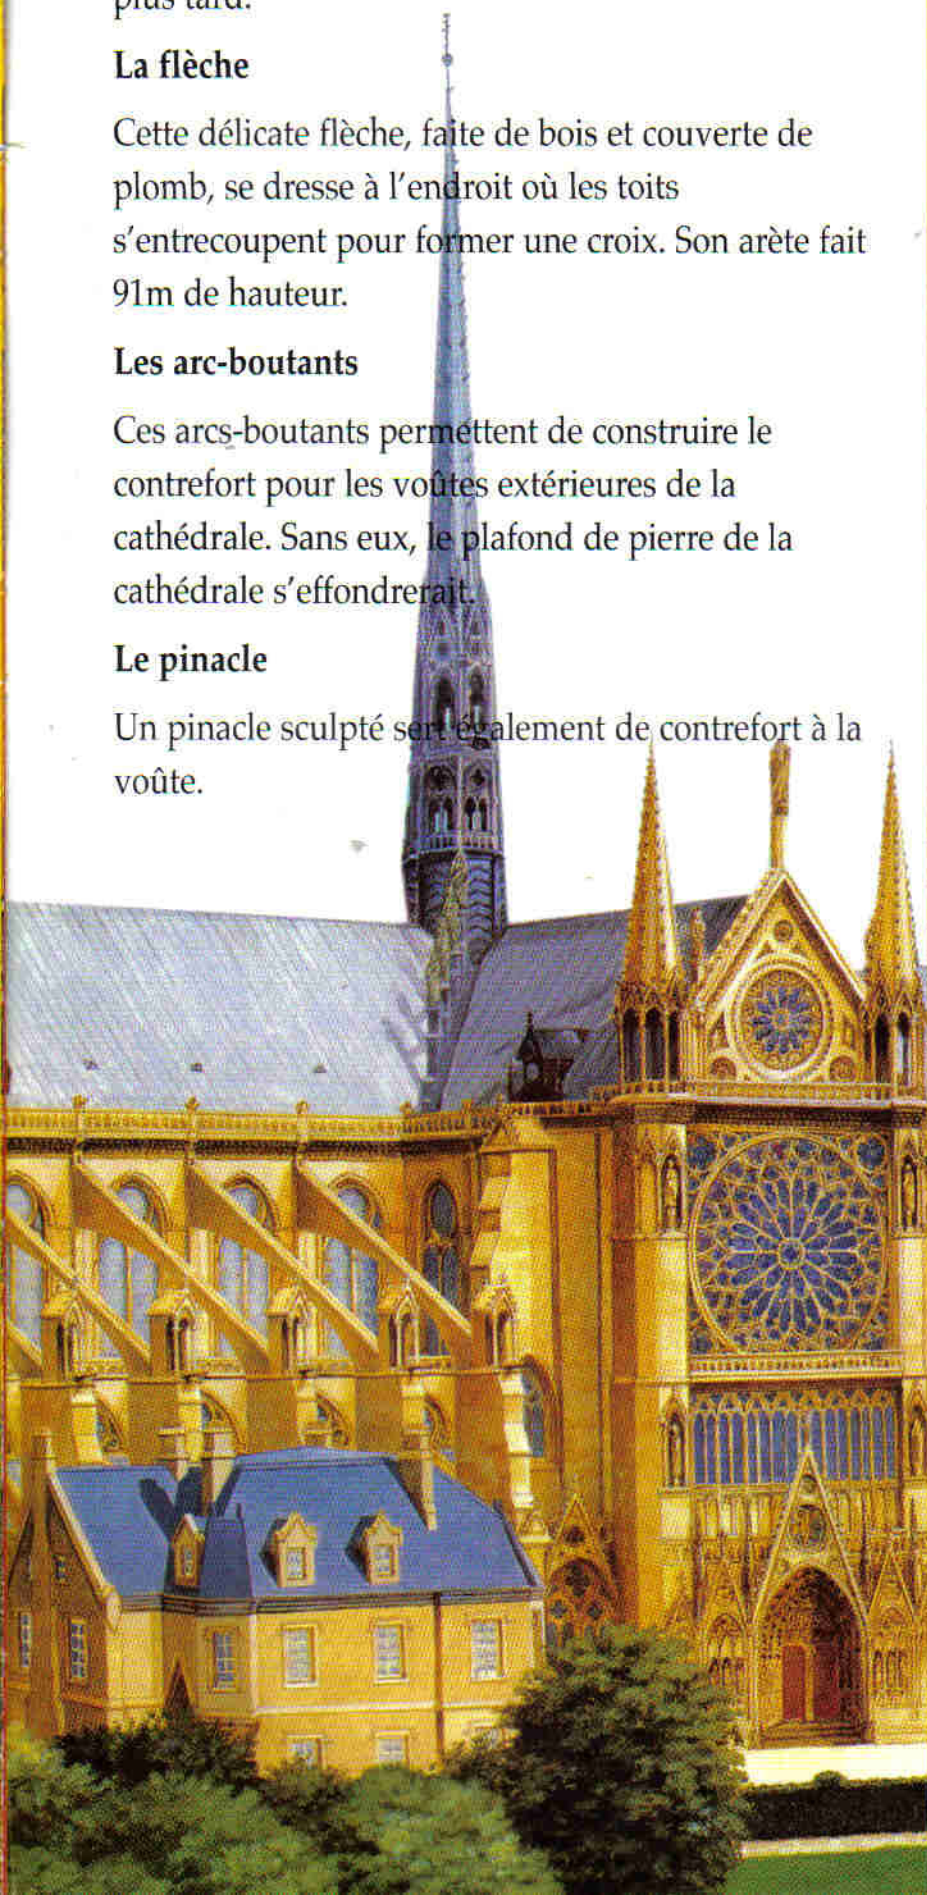 plus tard.
La flèche
Cette délicate flèche, faite de bois et couverte de
plomb, se dresse à l'endroit où les toits
s'entrecoupent pour former une croix. Son arète fait
91m de hauteur.
Les arc-boutants
Ces arcs-boutants permettent de construire le
contrefort pour les voûtes extérieures de la
cathédrale. Sans eux, le plafond de pierre de la
cathédrale s'effondrerait.
Le pinacle
Un pinacle sculpté sert également de contrefort à la
voûte.